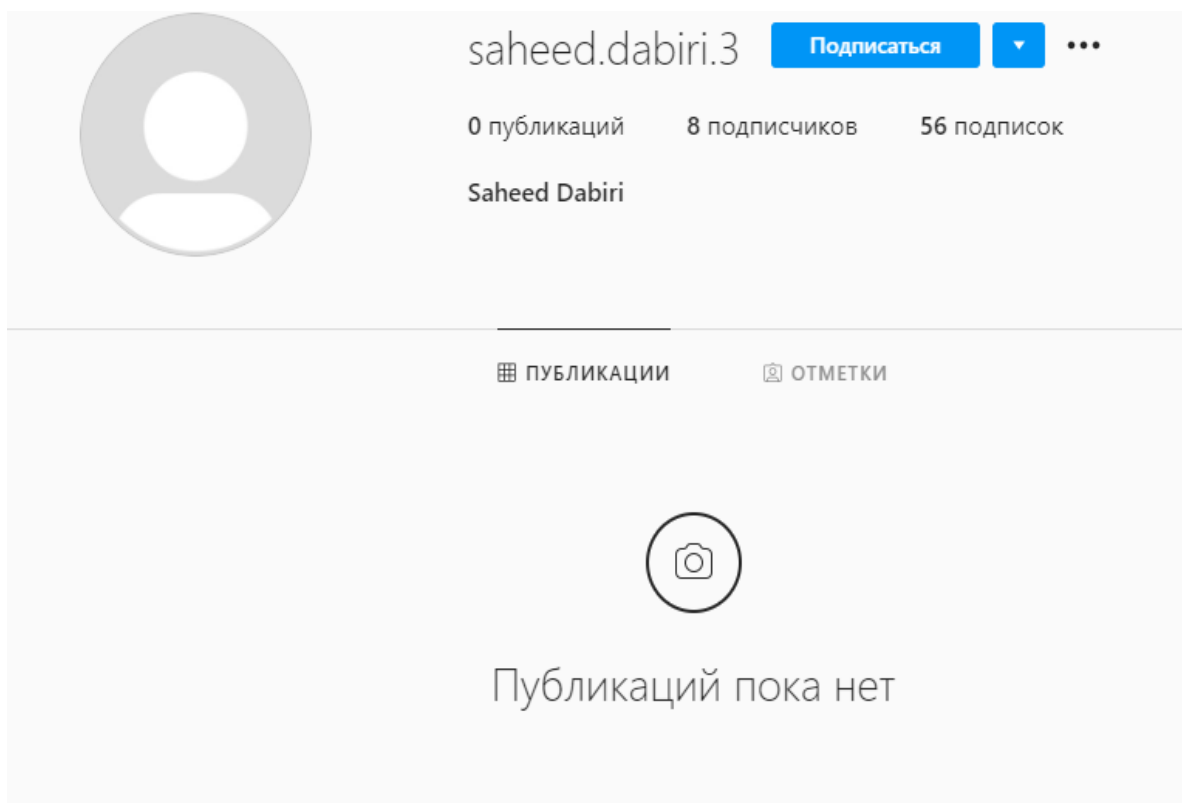 saheed.dabiri.3 Подписаться
0 публикаций 8 подписчиков 56 подписок
Saheed Dabiri
ПУБЛИКАЦИИ ОТМЕТКИ
Публикаций пока нет